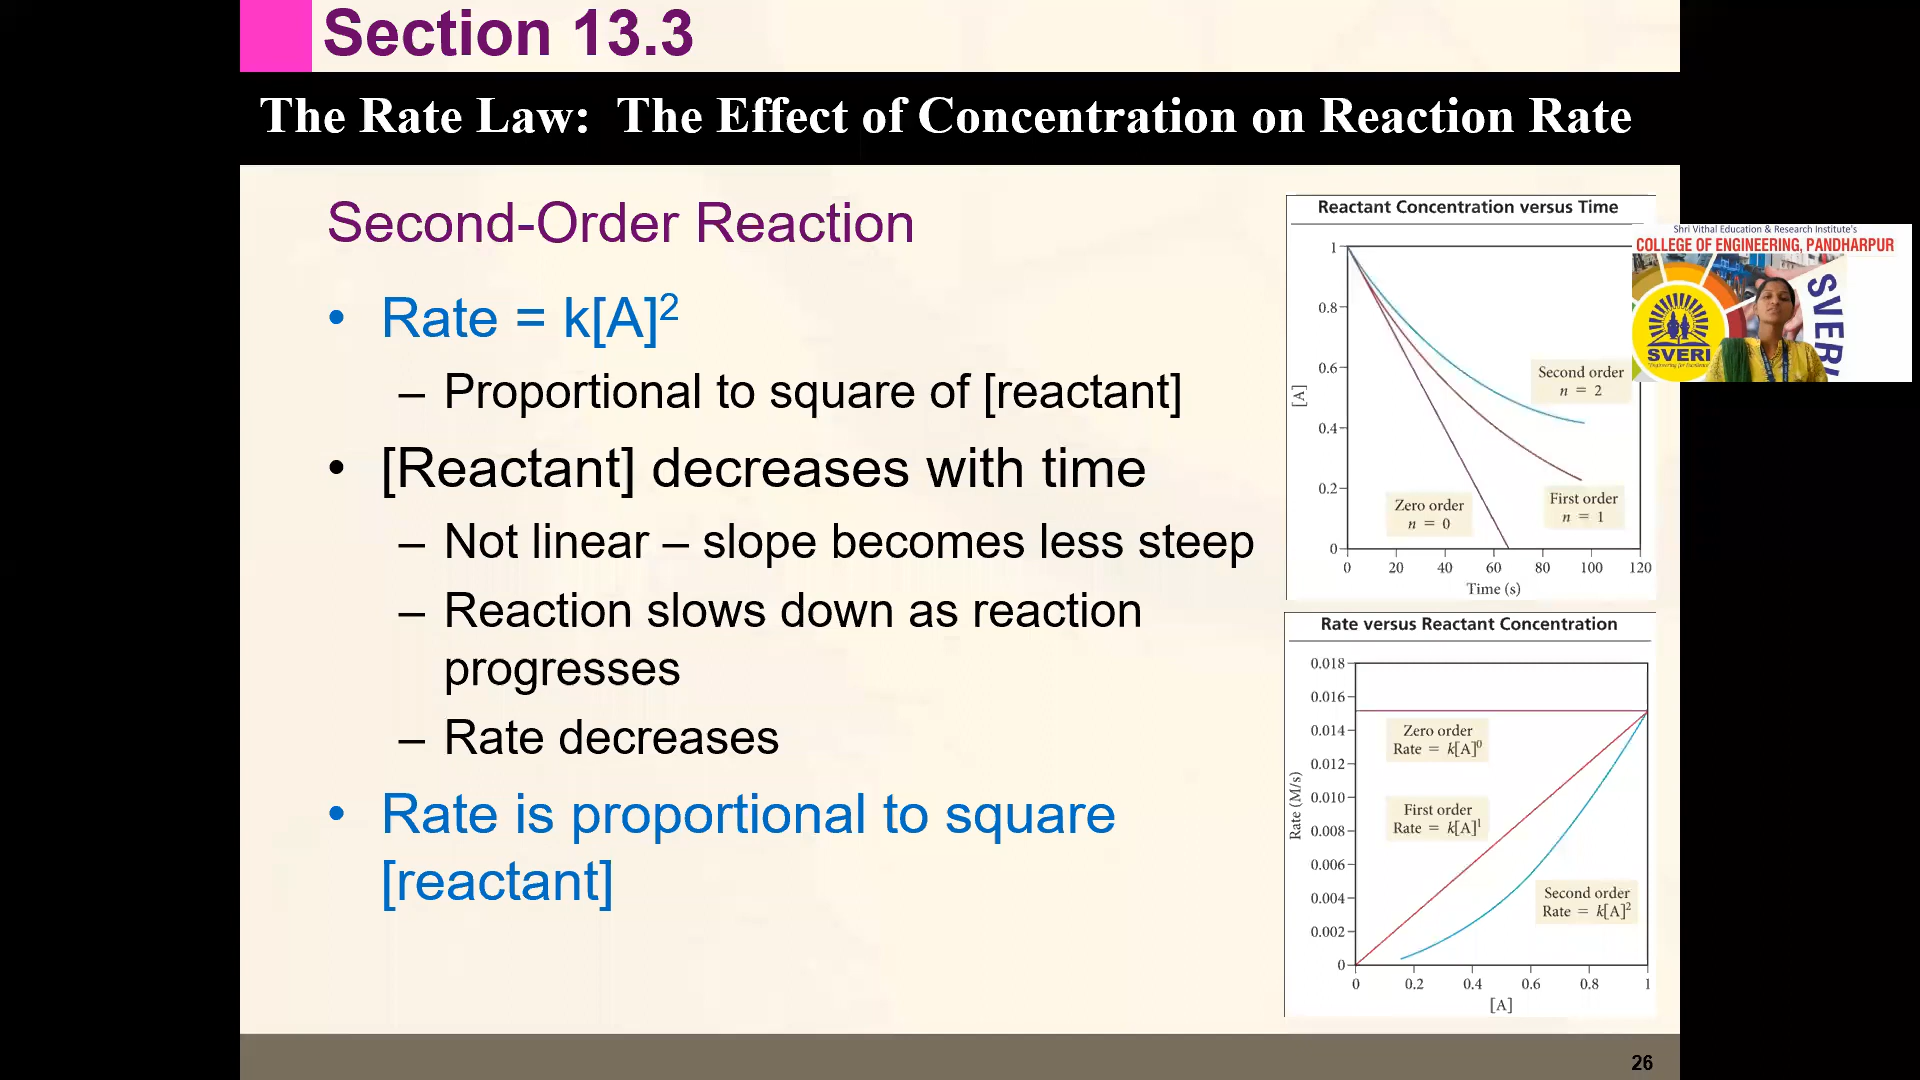 Section 13.3
The Rate Law: The Effect of Concentration on Reaction Rate
Second-Order Reaction
• Rate = k[A]²
– Proportional to square of [reactant]
• [Reactant] decreases with time
– Not linear – slope becomes less steep
– Reaction slows down as reaction
progresses
– Rate decreases
• Rate is proportional to square
[reactant]
Reactant Concentration versus Time
1
0.8
0.6
0.4
0.2
0
[A]
Second order
n = 2
First order
n = 1
Zero order
n = 0
0 20 40 60 80 100 120
Time (s)
Rate versus Reactant Concentration
0.018
0.016
0.014
0.012
0.010
0.008
0.006
0.004
0.002
0
Rate (M/s)
Zero order
Rate = k[A]⁰
First order
Rate = k[A]¹
Second order
Rate = k[A]²
0 0.2 0.4 0.6 0.8 1
[A]
Shri Vithal Education & Research Institute's
COLLEGE OF ENGINEERING, PANDHARPUR
SVERI
SVERI
26